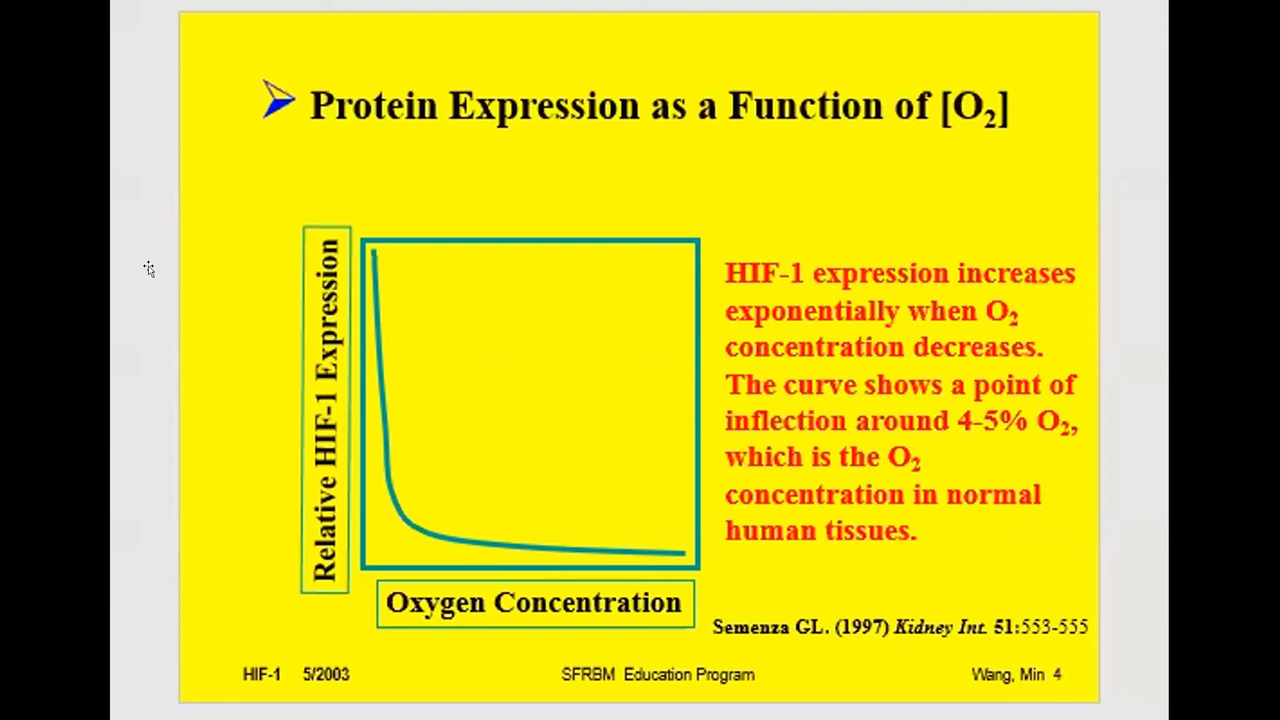 Protein Expression as a Function of [O₂]
Relative HIF-1 Expression
HIF-1 expression increases
exponentially when O₂
concentration decreases.
The curve shows a point of
inflection around 4-5% O₂,
which is the O₂
concentration in normal
human tissues.
Oxygen Concentration
Semenza GL. (1997) Kidney Int. 51:553-555
HIF-1 5/2003 SFRBM Education Program Wang, Min 4